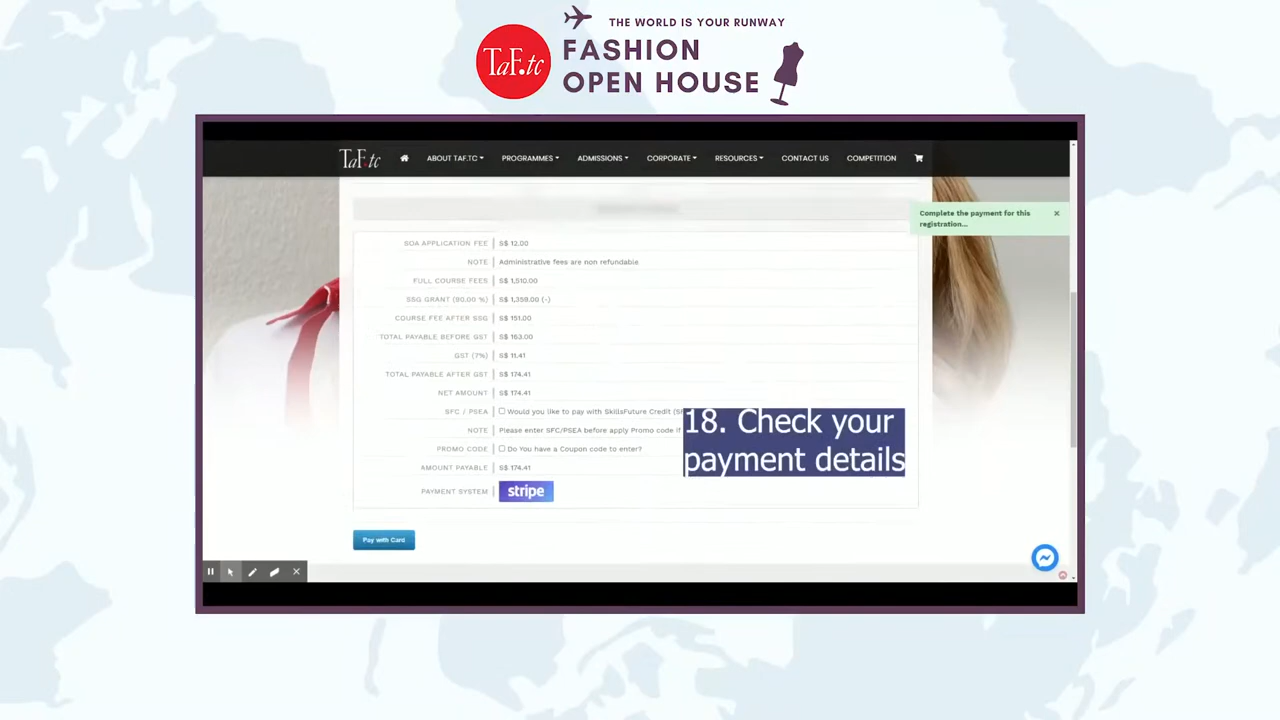 THE WORLD IS YOUR RUNWAY
TaF.tc
FASHION
OPEN HOUSE
TaF.tc ABOUT TAF.TC PROGRAMMES ADMISSIONS CORPORATE RESOURCES CONTACT US COMPETITION
Complete the payment for this
registration...
SDA APPLICATION FEE S$ 12.00
NOTE Administrative fees are non refundable
FULL COURSE FEES S$ 1,510.00
SSG GRANT (90.00 %) S$ 1,359.00 (-)
COURSE FEE AFTER SSG S$ 151.00
TOTAL PAYABLE BEFORE GST S$ 163.00
GST (7%) S$ 11.41
TOTAL PAYABLE AFTER GST S$ 174.41
NET AMOUNT S$ 174.41
SFC / PSEA Would you like to pay with SkillsFuture Credit
NOTE Please enter SFC/PSEA before apply Promo code if
PROMO CODE Do You have a Coupon code to enter?
AMOUNT PAYABLE S$ 174.41
PAYMENT SYSTEM stripe
18. Check your
payment details
Pay with Card